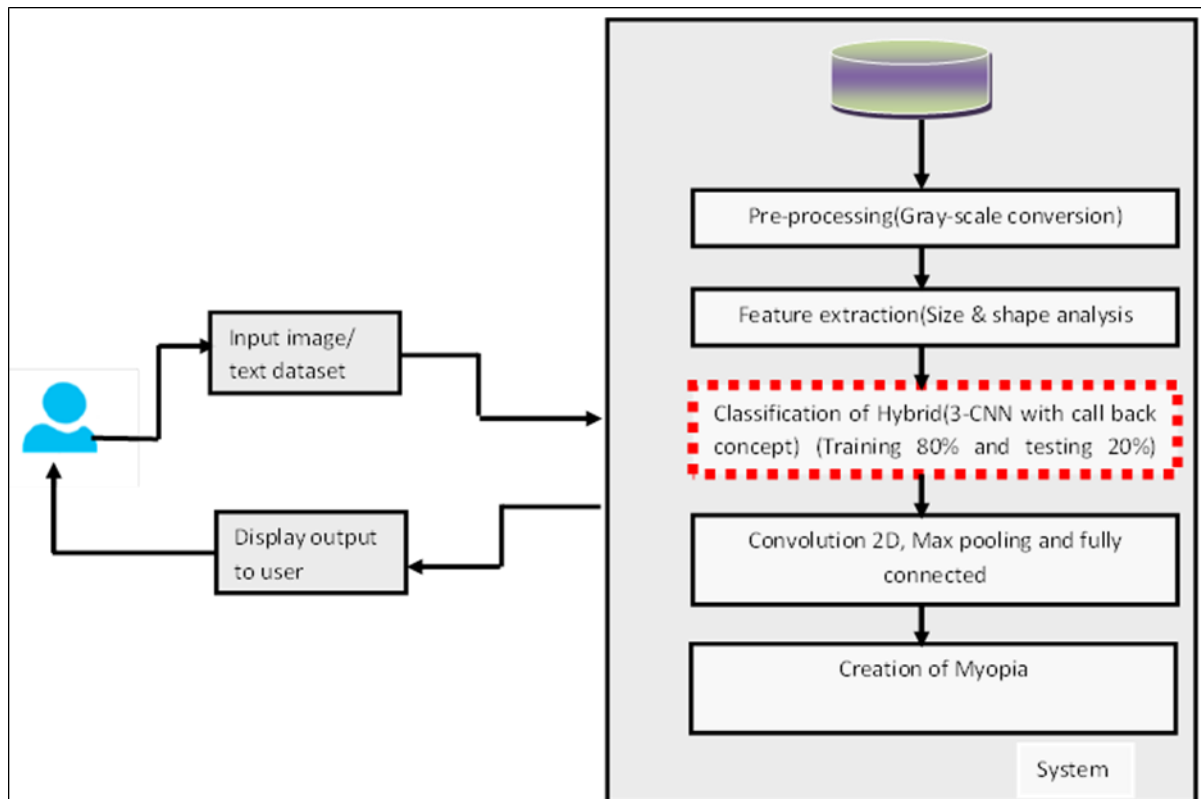 Input image/
text dataset
Display output
to user
Pre-processing(Gray-scale conversion)
Feature extraction(Size & shape analysis
Classification of Hybrid(3-CNN with call back
concept) (Training 80% and testing 20%)
Convolution 2D, Max pooling and fully
connected
Creation of Myopia
System